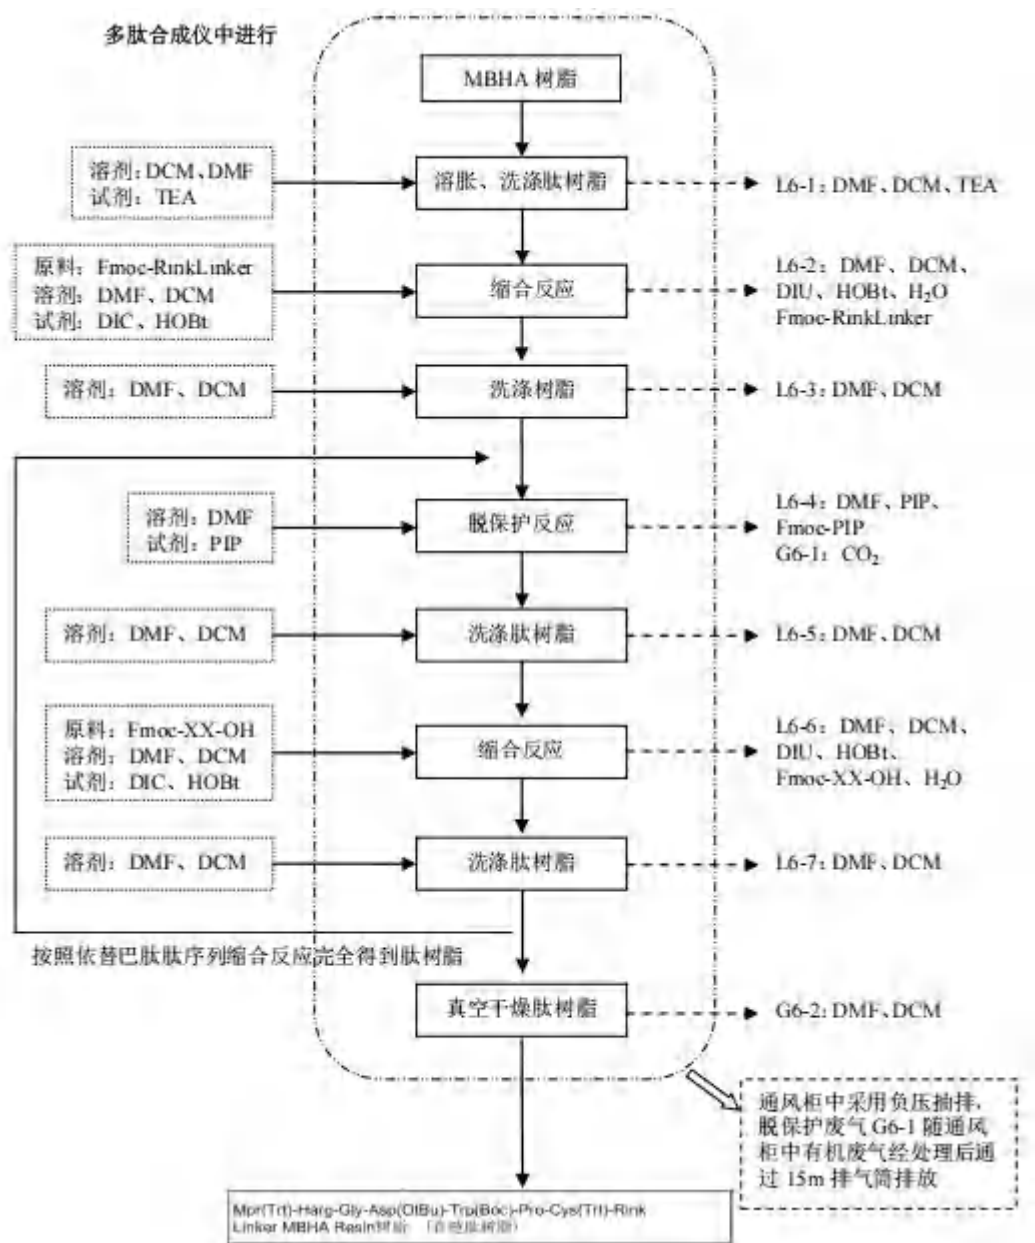 多肽合成仪中进行
MBHA 树脂
溶剂:DCM、DMF
试剂:TEA
溶胀、洗涤肽树脂
L6-1:DMF、DCM、TEA
原料:Fmoc-RinkLinker
溶剂:DMF、DCM
试剂:DIC、HOBt
缩合反应
L6-2:DMF、DCM、
DIU、HOBt、H₂O
Fmoc-RinkLinker
溶剂:DMF、DCM
洗涤树脂
L6-3:DMF、DCM
溶剂:DMF
试剂:PIP
脱保护反应
L6-4:DMF、PIP、
Fmoc-PIP
G6-1:CO₂
溶剂:DMF、DCM
洗涤肽树脂
L6-5:DMF、DCM
原料:Fmoc-XX-OH
溶剂:DMF、DCM
试剂:DIC、HOBt
缩合反应
L6-6:DMF、DCM、
DIU、HOBt、
Fmoc-XX-OH、H₂O
溶剂:DMF、DCM
洗涤肽树脂
L6-7:DMF、DCM
按照依替巴肽肽序列缩合反应完全得到肽树脂
真空干燥肽树脂
G6-2:DMF、DCM
通风柜中采用负压抽排,
脱保护废气 G6-1 随通风
柜中有机废气经处理后通
过 15m 排气筒排放
Mpr(Trt)-Harg-Gly-Asp(OtBu)-Trp(Boc)-Pro-Cys(Trt)-Rink
Linker MBHA Resin树脂